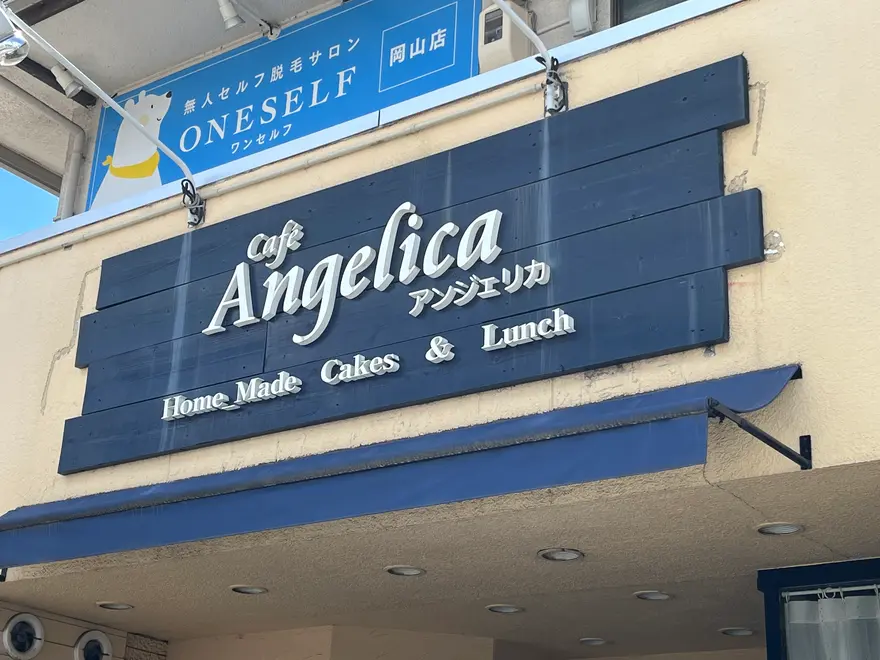 無人セルフ脱毛サロン
ONESELF
ワンセルフ
岡山店
Café
Angelica
アンジェリカ
Home_Made Cakes & Lunch